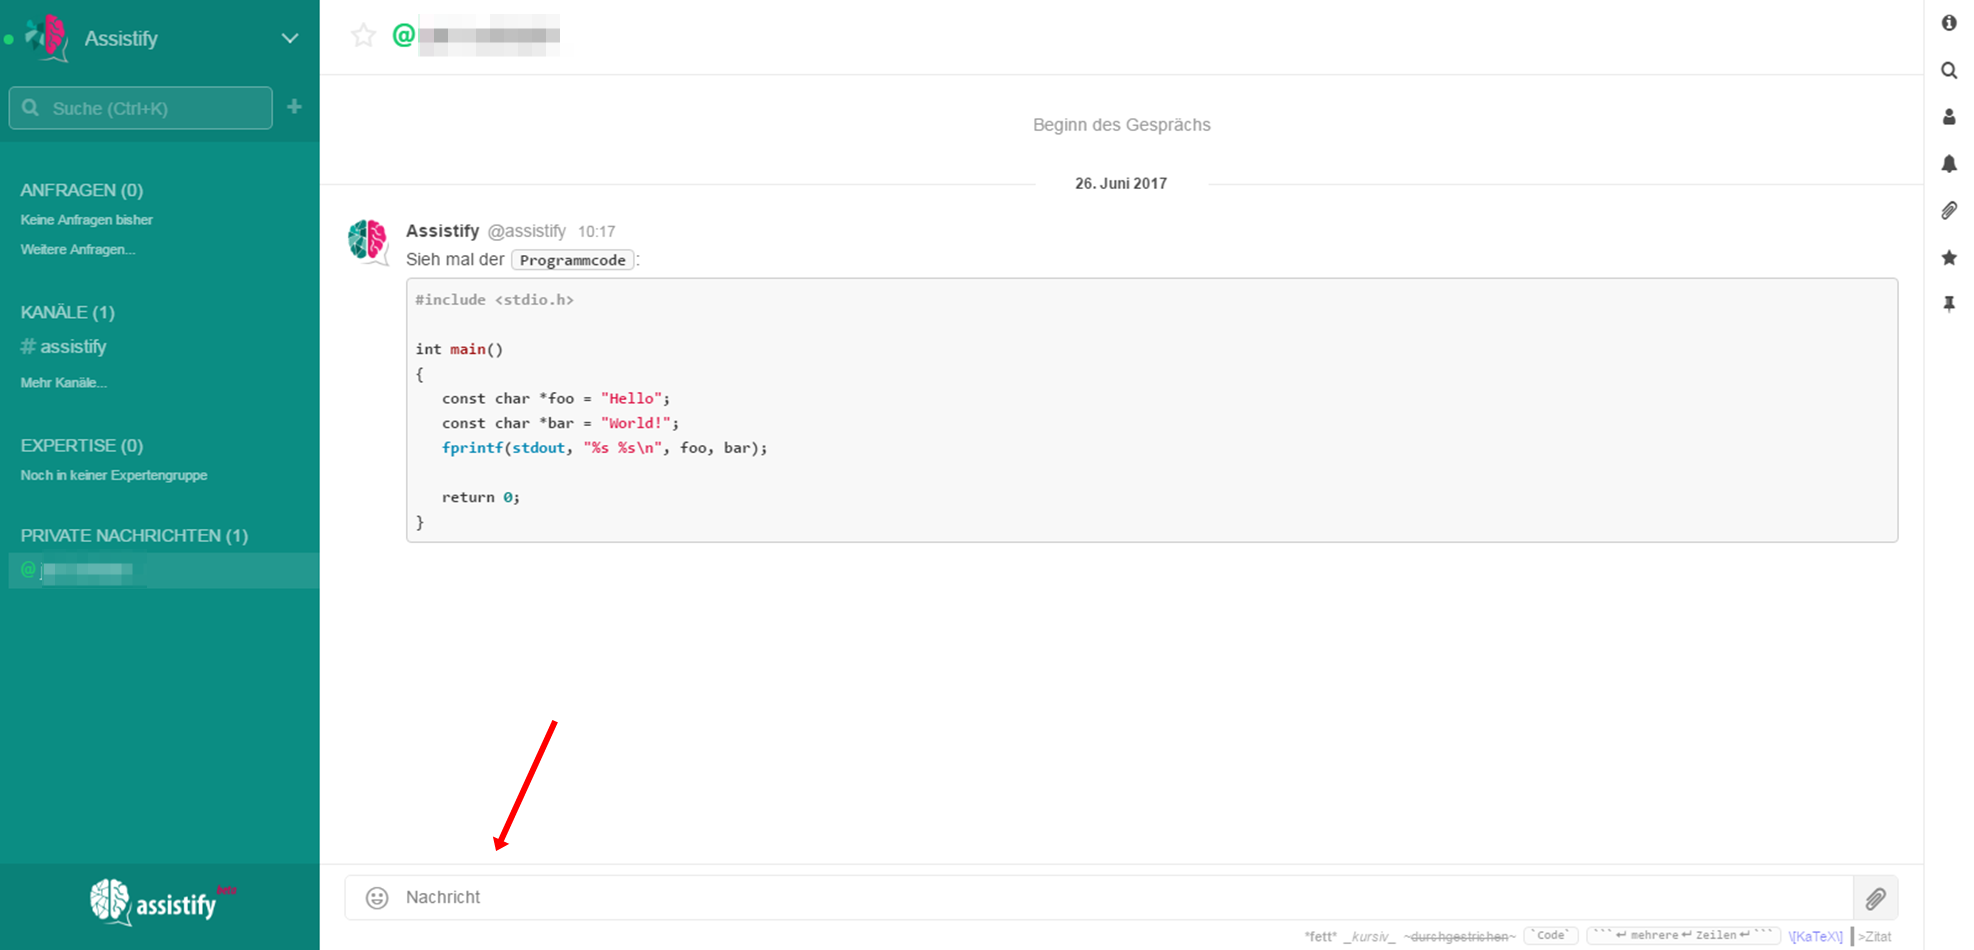 Assistify
Suche (Ctrl+K)
ANFRAGEN (0)
Keine Anfragen bisher
Weitere Anfragen...
KANÄLE (1)
# assistify
Mehr Kanäle...
EXPERTISE (0)
Noch in keiner Expertengruppe
PRIVATE NACHRICHTEN (1)
@
assistify beta
@
Beginn des Gesprächs
26. Juni 2017
Assistify @assistify 10:17
Sieh mal der Programmcode:
#include <stdio.h>
int main()
{
const char *foo = "Hello";
const char *bar = "World!";
fprintf(stdout, "%s %s\n", foo, bar);
return 0;
}
Nachricht
*fett* _kursiv_ ~durchgestrichen~ `Code` ```↵mehrere↵Zeilen↵``` \[KaTeX\] >Zitat